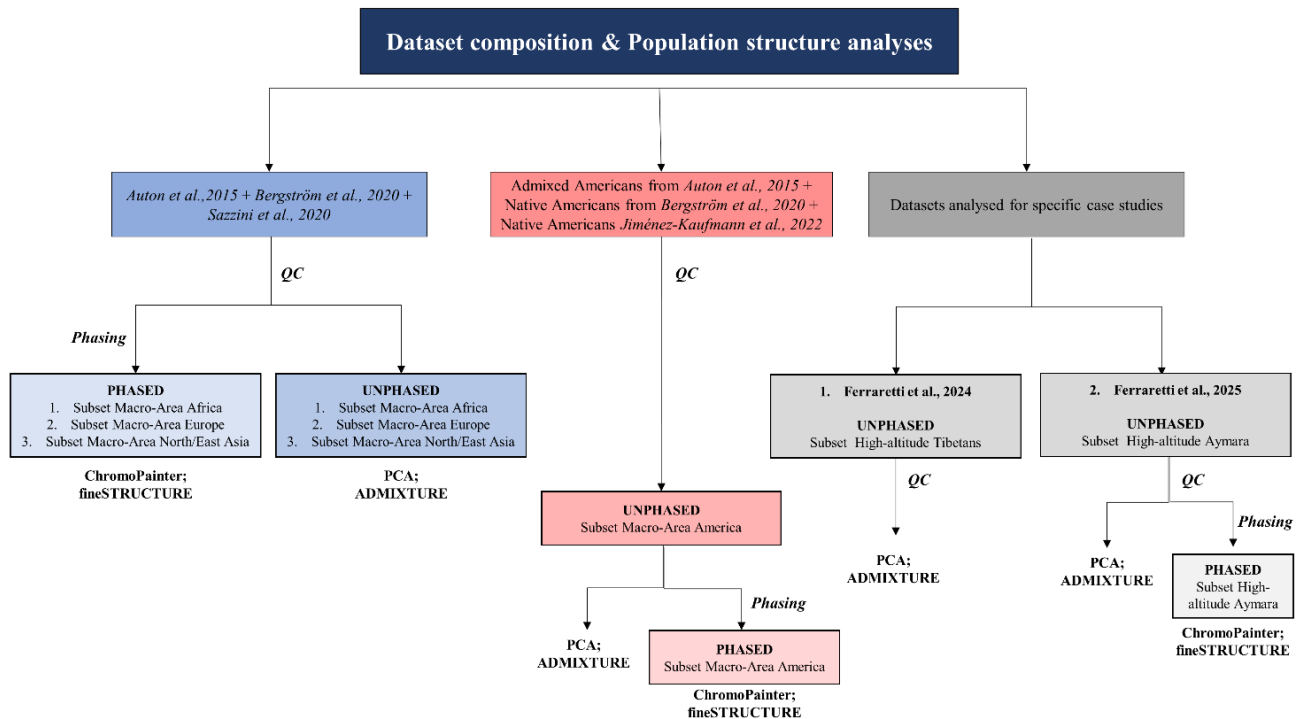 Dataset composition & Population structure analyses
Auton et al.,2015 + Bergström et al., 2020 +
Sazzini et al., 2020
Admixed Americans from Auton et al., 2015 +
Native Americans from Bergström et al., 2020 +
Native Americans Jiménez-Kaufmann et al., 2022
Datasets analysed for specific case studies
QC
QC
Phasing
PHASED
1. Subset Macro-Area Africa
2. Subset Macro-Area Europe
3. Subset Macro-Area North/East Asia
ChromoPainter;
fineSTRUCTURE
UNPHASED
1. Subset Macro-Area Africa
2. Subset Macro-Area Europe
3. Subset Macro-Area North/East Asia
PCA;
ADMIXTURE
UNPHASED
Subset Macro-Area America
PCA;
ADMIXTURE
Phasing
PHASED
Subset Macro-Area America
ChromoPainter;
fineSTRUCTURE
1. Ferraretti et al., 2024
UNPHASED
Subset High-altitude Tibetans
QC
PCA;
ADMIXTURE
2. Ferraretti et al., 2025
UNPHASED
Subset High-altitude Aymara
QC
PCA;
ADMIXTURE
Phasing
PHASED
Subset High-
altitude Aymara
ChromoPainter;
fineSTRUCTURE